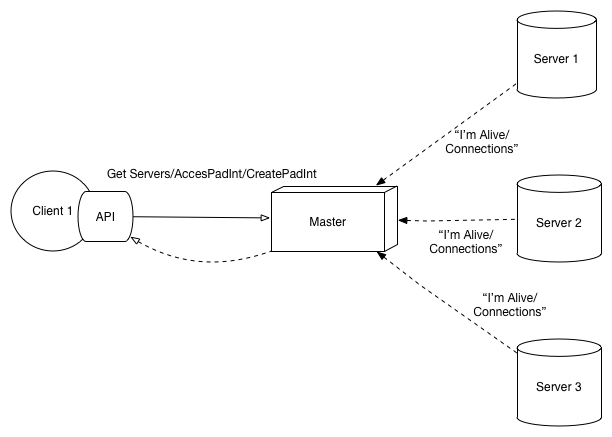 Server 1
“I’m Alive/
Connections”
Get Servers/AccesPadInt/CreatePadInt
Client 1
API
Master
Server 2
“I’m Alive/
Connections”
“I’m Alive/
Connections”
Server 3